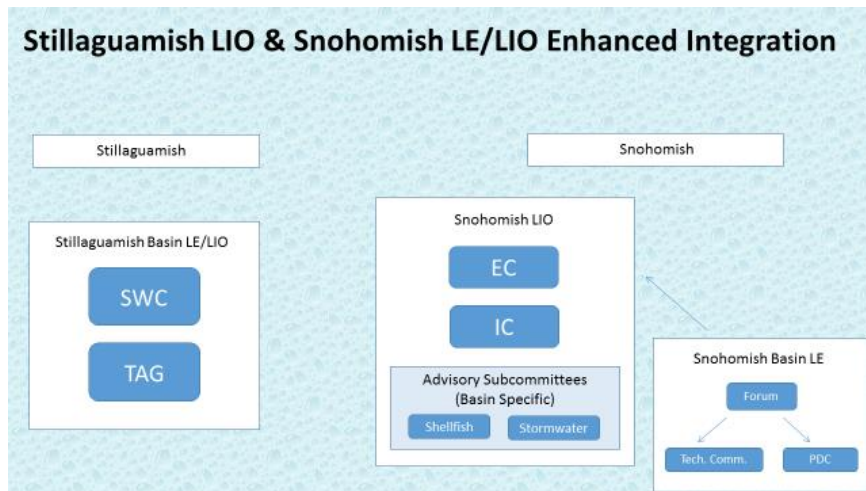 Stillaguamish LIO & Snohomish LE/LIO Enhanced Integration
Stillaguamish
Snohomish
Stillaguamish Basin LE/LIO
SWC
TAG
Snohomish LIO
EC
IC
Advisory Subcommittees
(Basin Specific)
Shellfish
Stormwater
Snohomish Basin LE
Forum
Tech. Comm.
PDC